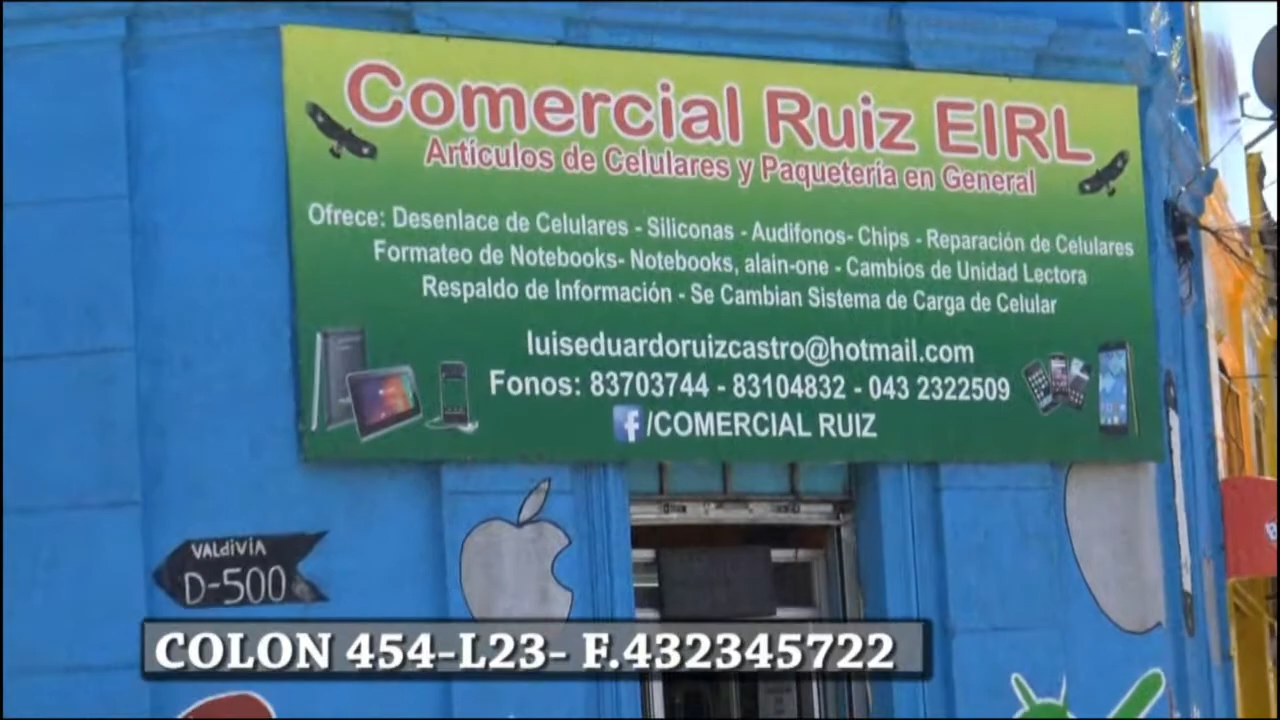 Comercial Ruiz EIRL
Artículos de Celulares y Paquetería en General
Ofrece: Desenlace de Celulares - Siliconas - Audifonos- Chips - Reparación de Celulares
Formateo de Notebooks- Notebooks, alain-one - Cambios de Unidad Lectora
Respaldo de Información - Se Cambian Sistema de Carga de Celular
luiseduardoruizcastro@hotmail.com
Fonos: 83703744 - 83104832 - 043 2322509
f/COMERCIAL RUIZ
VALdiViA
D-500
COLON 454-L23- F.432345722